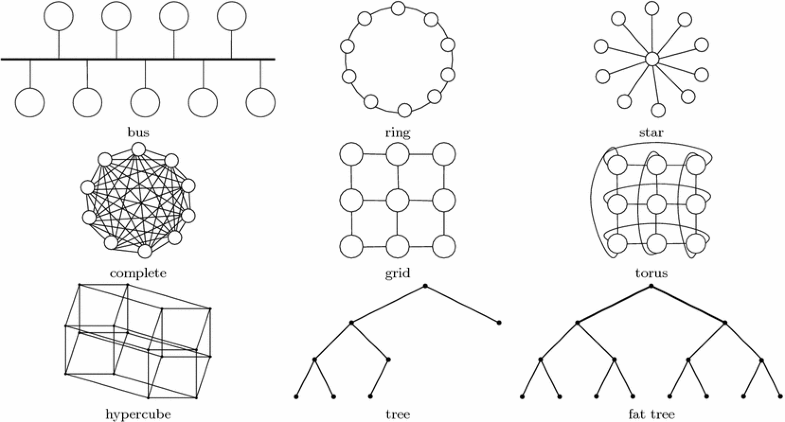 bus
ring
star
complete
grid
torus
hypercube
tree
fat tree